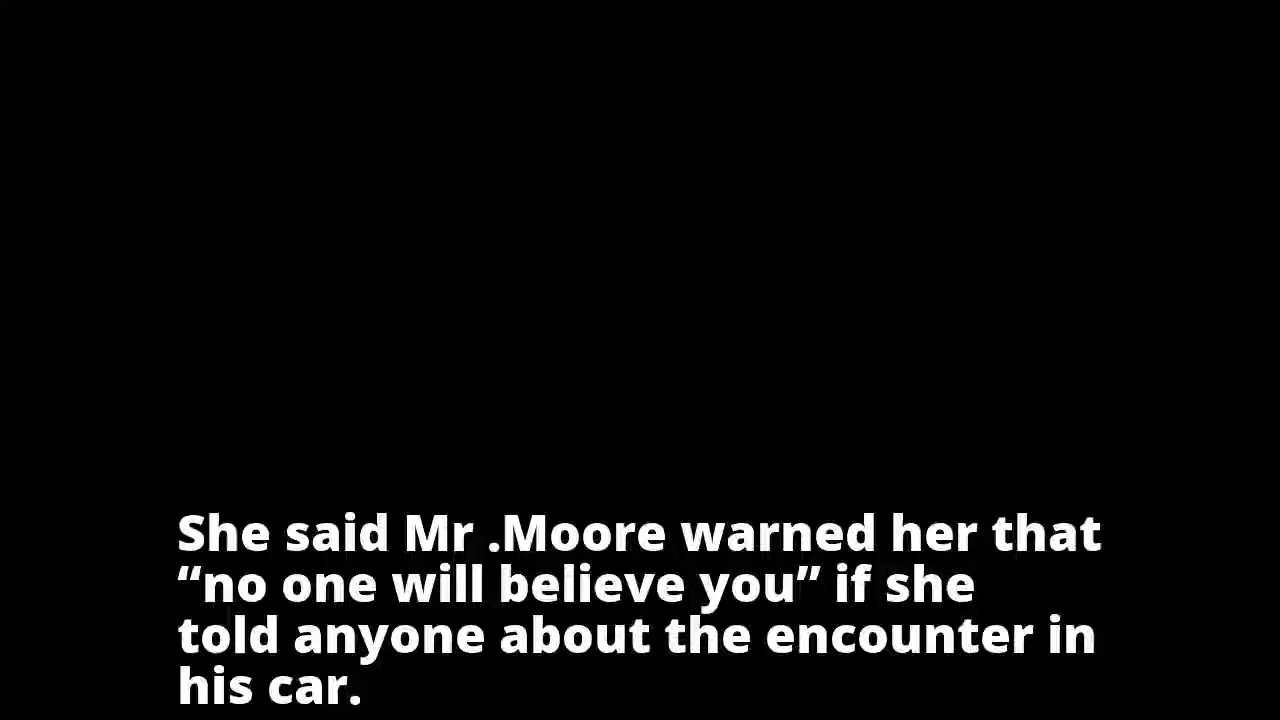 She said Mr .Moore warned her that
“no one will believe you” if she
told anyone about the encounter in
his car.